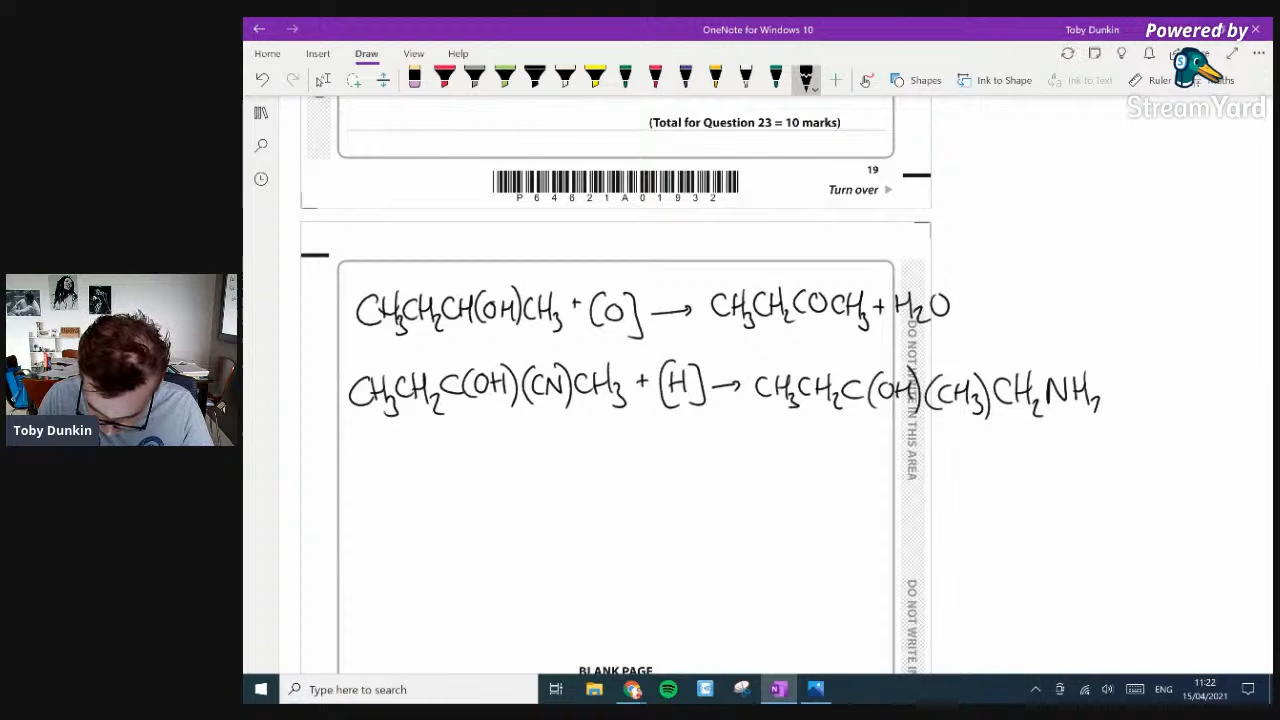 OneNote for Windows 10
Toby Dunkin
Powered by
Home Insert Draw View Help
Shapes Ink to Shape Ink to Text Ruler
StreamYard
(Total for Question 23 = 10 marks)
19
P 6 4 6 2 1 A 0 1 9 3 2
Turn over
CH₃CH₂CH(OH)CH₃ + [O] → CH₃CH₂COCH₃ + H₂O
CH₃CH₂C(OH)(CN)CH₃ + [H] → CH₃CH₂C(OH)(CH₃)CH₂NH₂
IN THIS AREA
DO NOT WRITE
Toby Dunkin
BLANK PAGE
Type here to search
ENG
11:22
15/04/2021